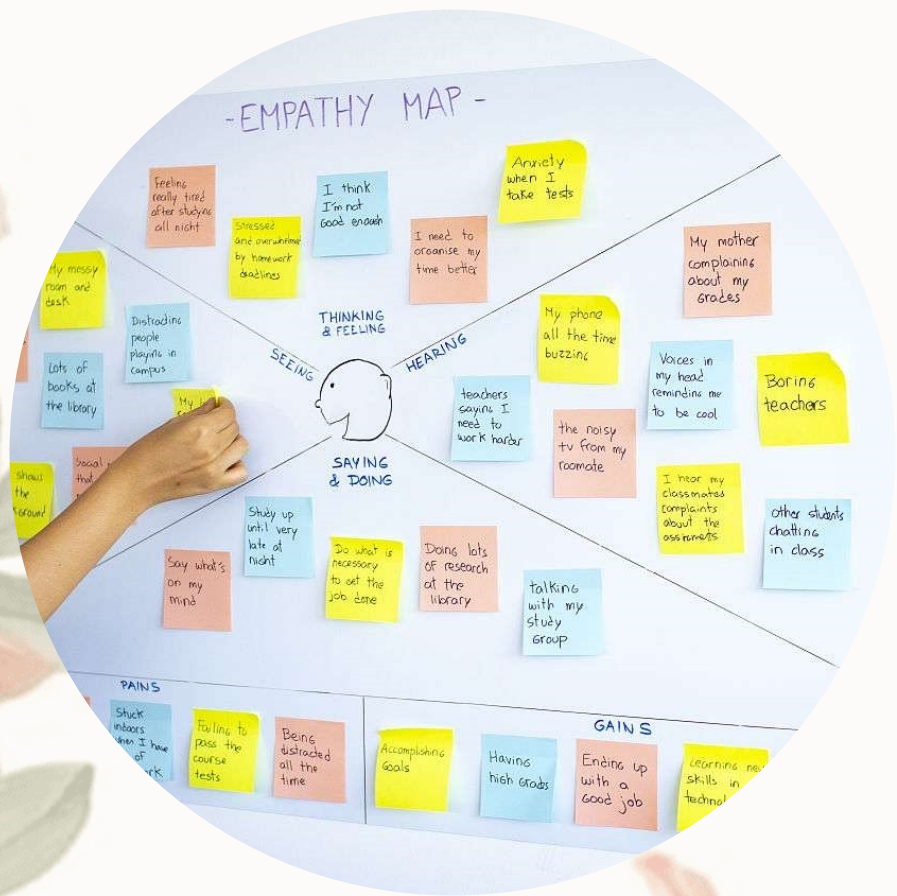 -EMPATHY MAP-
Feeling
really tired
after studying
all night
Stressed
and overwhelmed
by homework
deadlines
I think
I'm not
Good enough
I need to
organise my
time better
Anxiety
when I
take tests
THINKING
& FEELING
SEEING
My messy
room and
desk
Distrading
people
playing in
campus
Lots of
books at
the library
My
Social
that
shows
the
HEARING
My mother
complaining
about my
grades
My phone
all the time
buzzing
Voices in
my head
reminding me
to be cool
Boring
teachers
teachers
saying I
need to
work harder
the noisy
tv from my
roomate
I hear my
classmates
complaints
about the
other students
chatting
in class
SAYING
& DOING
Study up
until very
late at
night
Say what's
on my
mind
Do what is
necessary
to get the
job done
Doing lots
of research
at the
library
talking
with my
study
Group
PAINS
Stuck
indoors
when I have
of
Failing to
pass the
course
tests
Being
distracted
all the
time
GAINS
Accomplishing
Goals
Having
high Grads
Ending up
with a
Good job
Learning
skills in